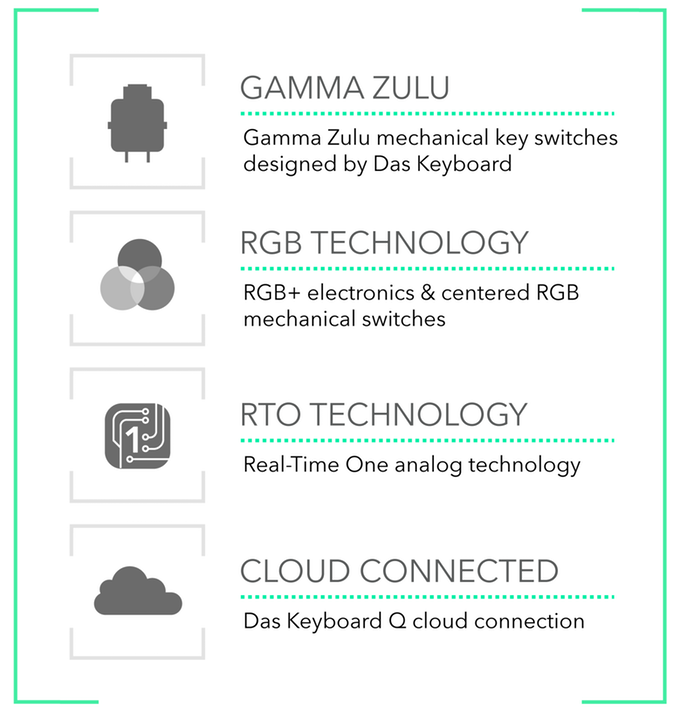 GAMMA ZULU
Gamma Zulu mechanical key switches
designed by Das Keyboard
RGB TECHNOLOGY
RGB+ electronics & centered RGB
mechanical switches
1
RTO TECHNOLOGY
Real-Time One analog technology
CLOUD CONNECTED
Das Keyboard Q cloud connection